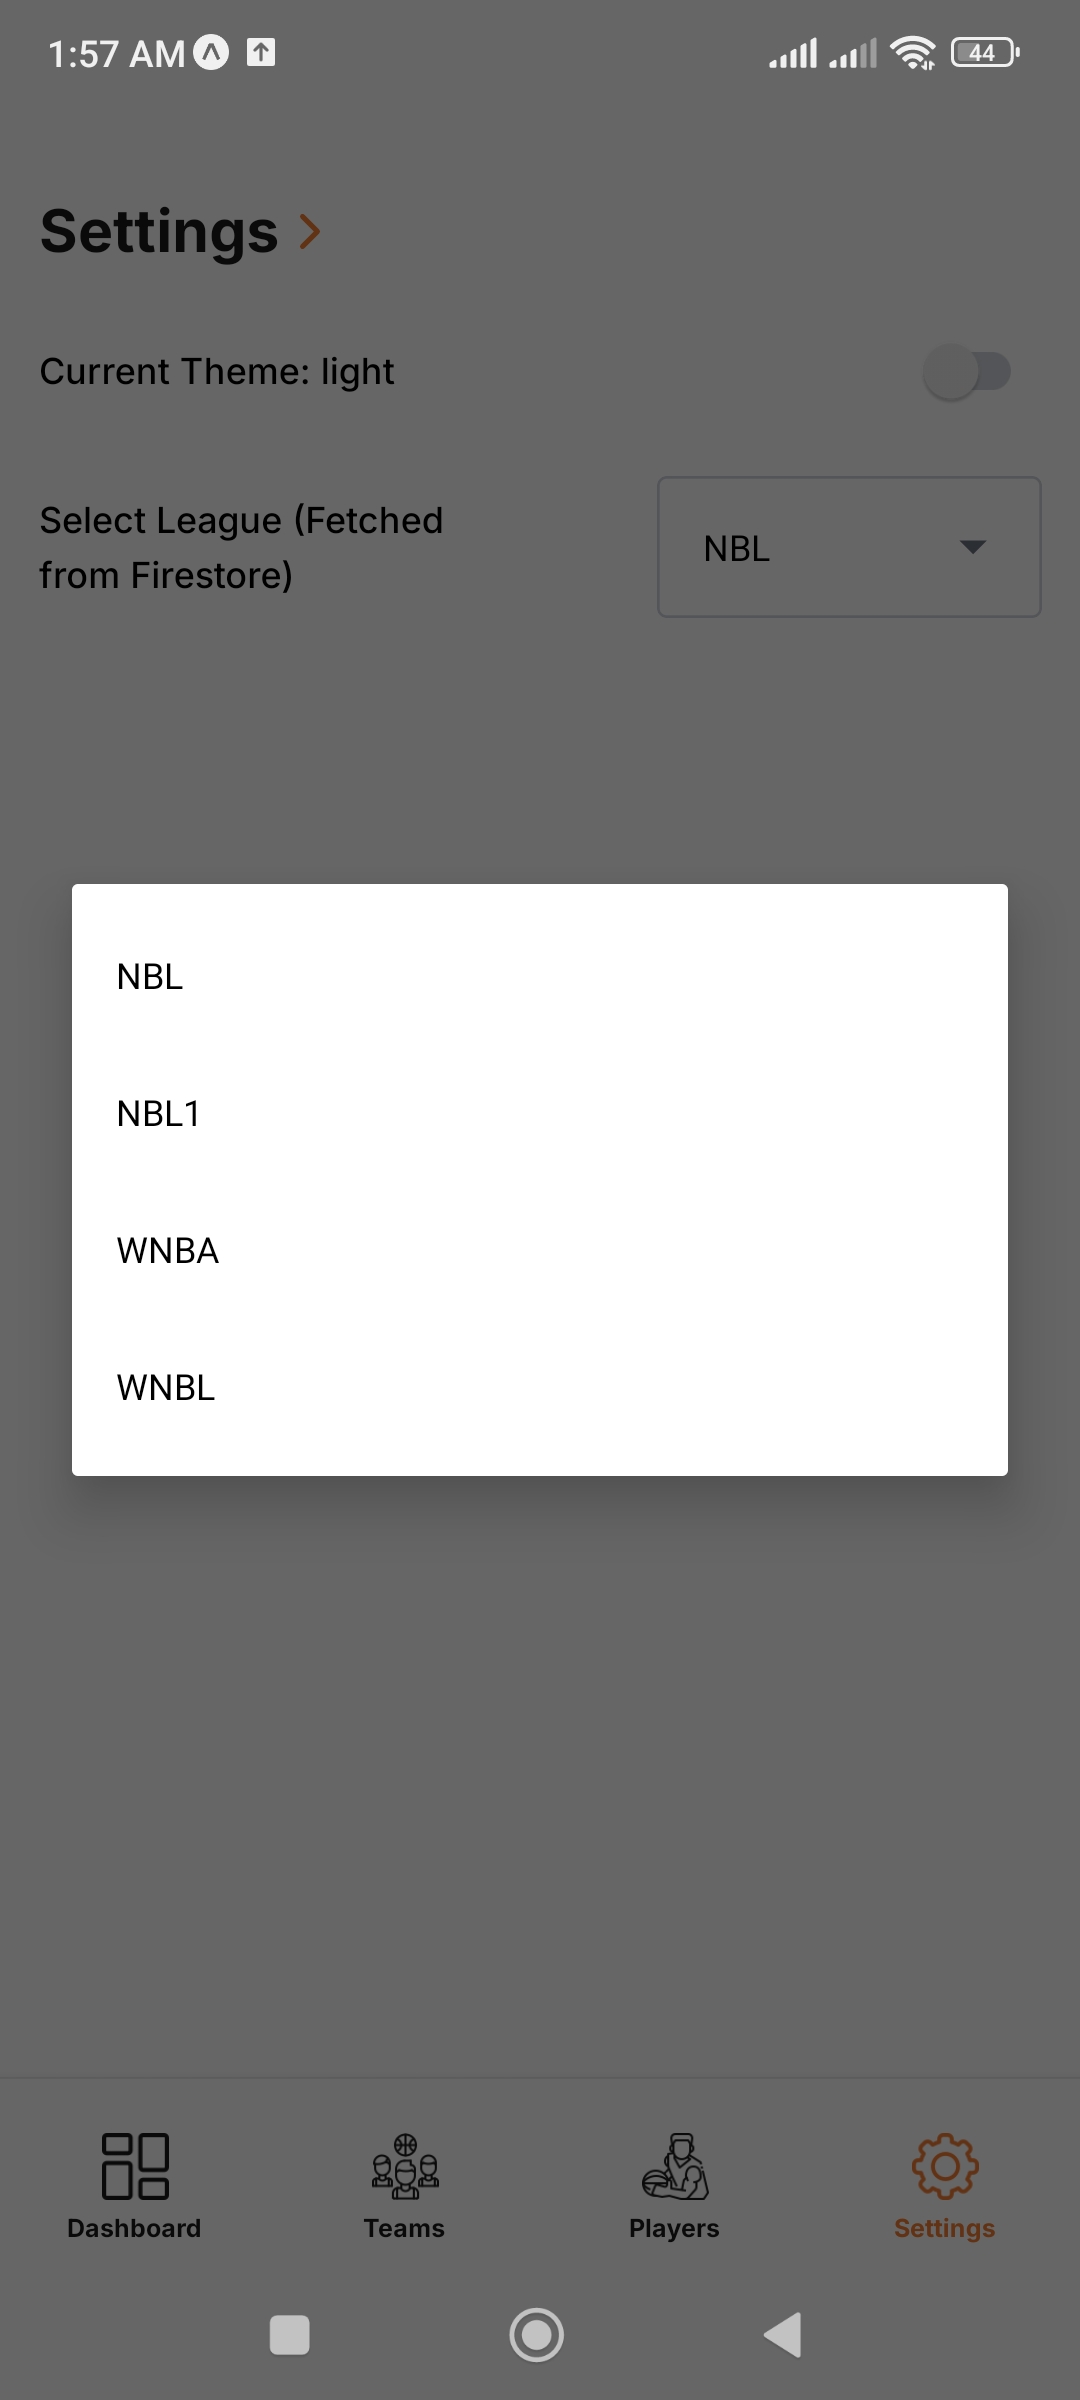 1:57 AM
44
Settings
Current Theme: light
Select League (Fetched
from Firestore)
NBL
NBL
NBL1
WNBA
WNBL
Dashboard
Teams
Players
Settings